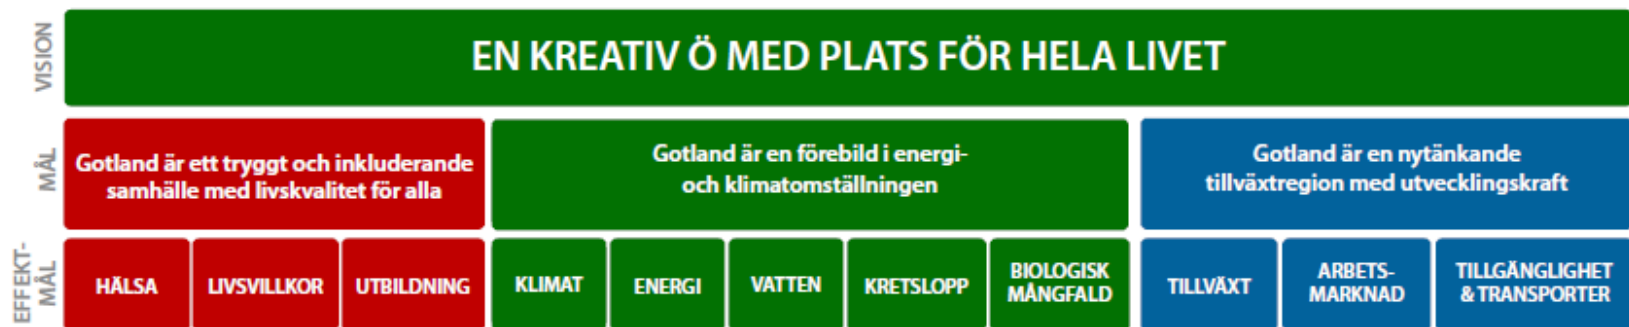 VISION
EN KREATIV Ö MED PLATS FÖR HELA LIVET
MÅL
Gotland är ett tryggt och inkluderande
samhälle med livskvalitet för alla
Gotland är en förebild i energi-
och klimatomställningen
Gotland är en nytänkande
tillväxtregion med utvecklingskraft
EFFEKT-
MÅL
HÄLSA
LIVSVILLKOR
UTBILDNING
KLIMAT
ENERGI
VATTEN
KRETSLOPP
BIOLOGISK
MÅNGFALD
TILLVÄXT
ARBETS-
MARKNAD
TILLGÄNGLIGHET
& TRANSPORTER